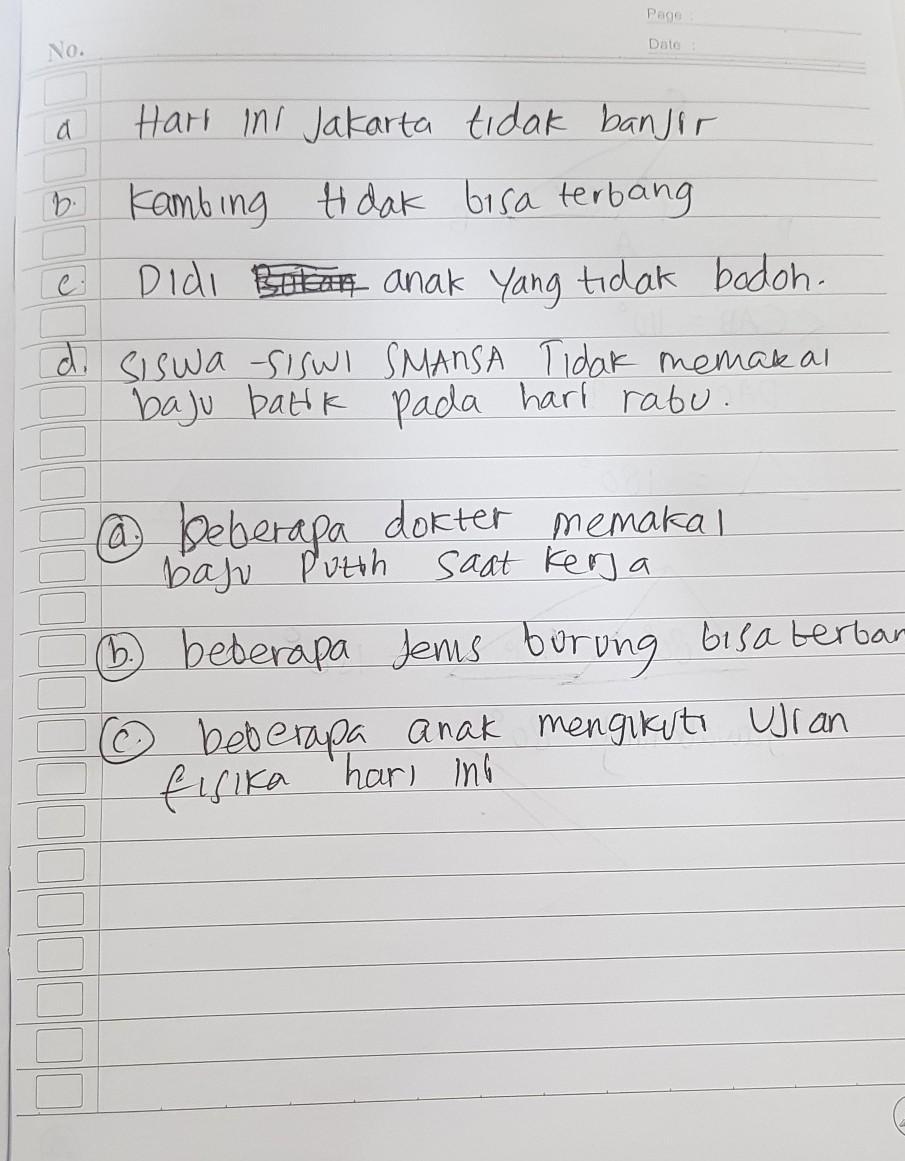 Page :
Date :
No.
a Hari ini Jakarta tidak banjir
b. Kambing tidak bisa terbang
c. Didi anak yang tidak bodoh.
d. Siswa -siswi SMANSA Tidak memakai
baju batik pada hari rabu.
a. beberapa dokter memakai
baju Putih saat kerja
b. beberapa Jenis burung bisa terban
c. beberapa anak mengikuti Ujian
fisika hari ini